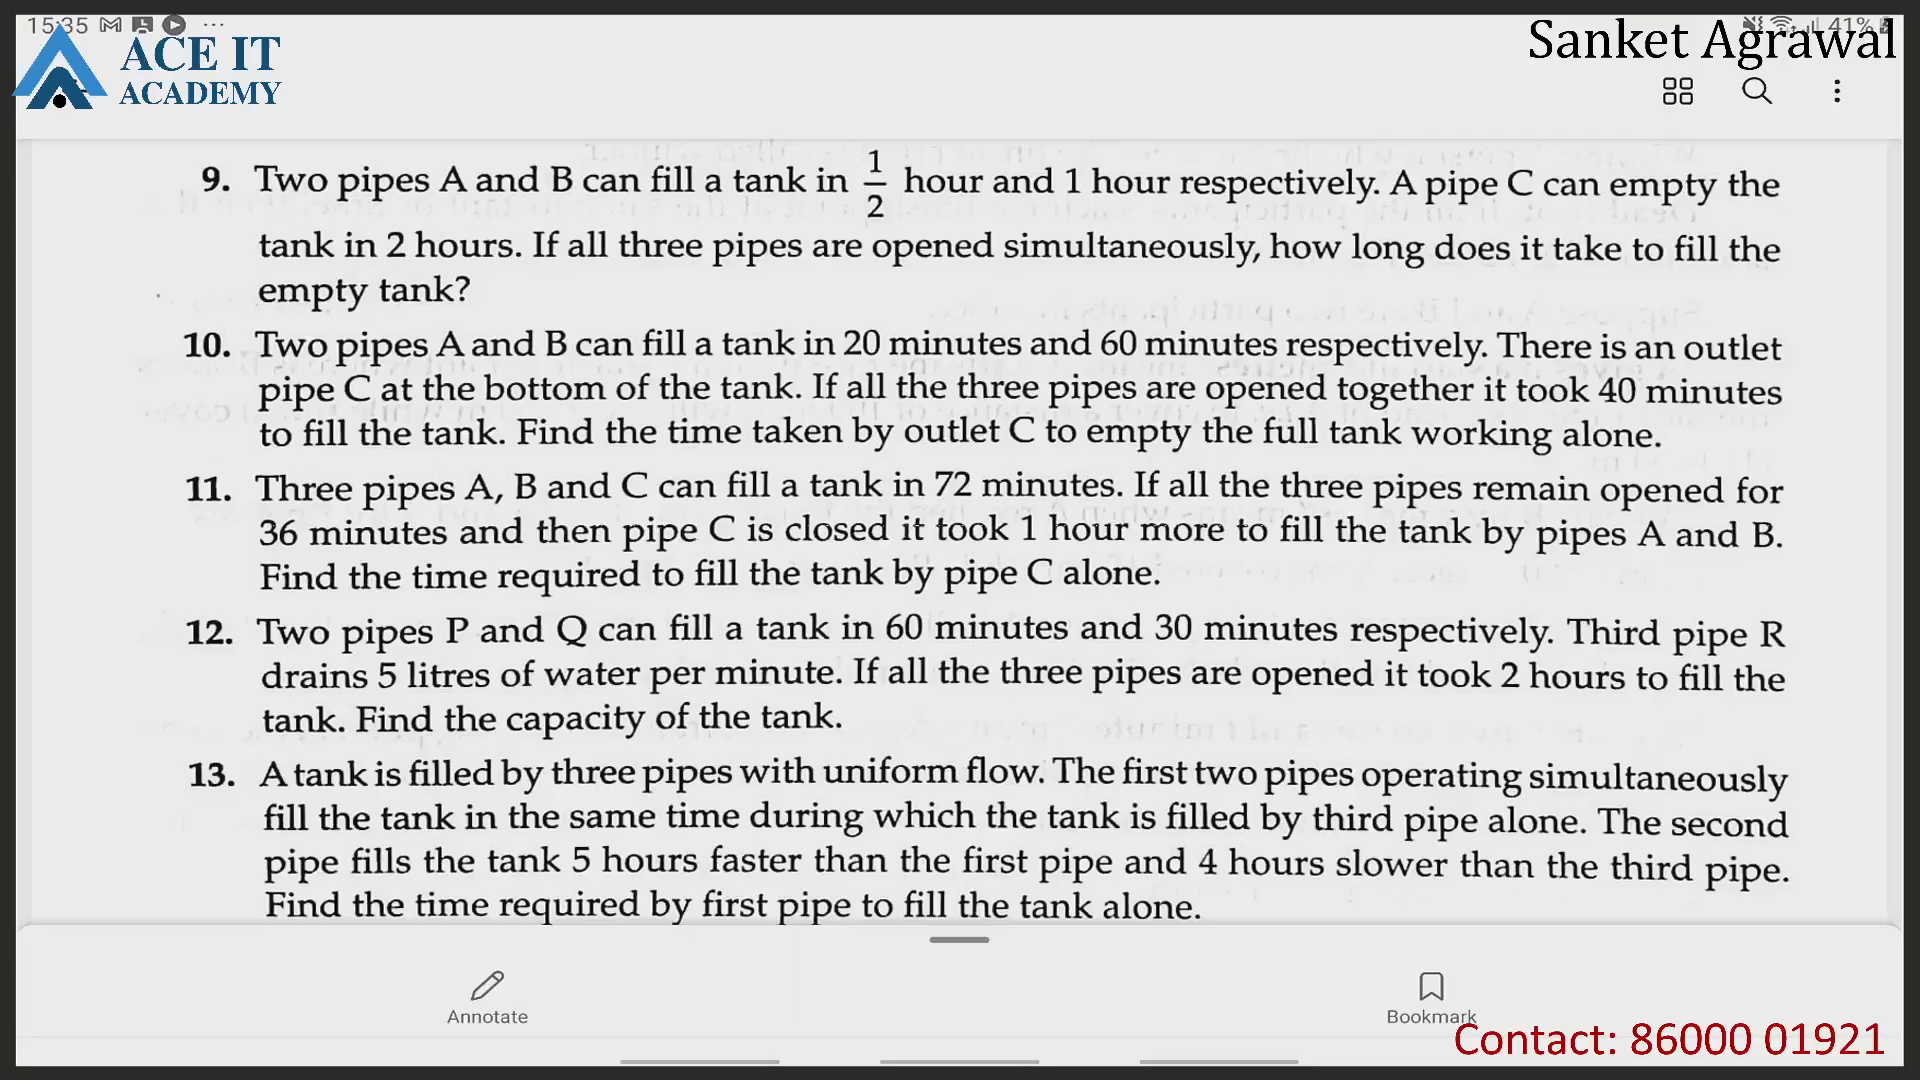 15:35 ... 41%
ACE IT
ACADEMY
Sanket Agrawal
9. Two pipes A and B can fill a tank in 1/2 hour and 1 hour respectively. A pipe C can empty the
tank in 2 hours. If all three pipes are opened simultaneously, how long does it take to fill the
empty tank?
10. Two pipes A and B can fill a tank in 20 minutes and 60 minutes respectively. There is an outlet
pipe C at the bottom of the tank. If all the three pipes are opened together it took 40 minutes
to fill the tank. Find the time taken by outlet C to empty the full tank working alone.
11. Three pipes A, B and C can fill a tank in 72 minutes. If all the three pipes remain opened for
36 minutes and then pipe C is closed it took 1 hour more to fill the tank by pipes A and B.
Find the time required to fill the tank by pipe C alone.
12. Two pipes P and Q can fill a tank in 60 minutes and 30 minutes respectively. Third pipe R
drains 5 litres of water per minute. If all the three pipes are opened it took 2 hours to fill the
tank. Find the capacity of the tank.
13. A tank is filled by three pipes with uniform flow. The first two pipes operating simultaneously
fill the tank in the same time during which the tank is filled by third pipe alone. The second
pipe fills the tank 5 hours faster than the first pipe and 4 hours slower than the third pipe.
Find the time required by first pipe to fill the tank alone.
Annotate
Bookmark
Contact: 86000 01921